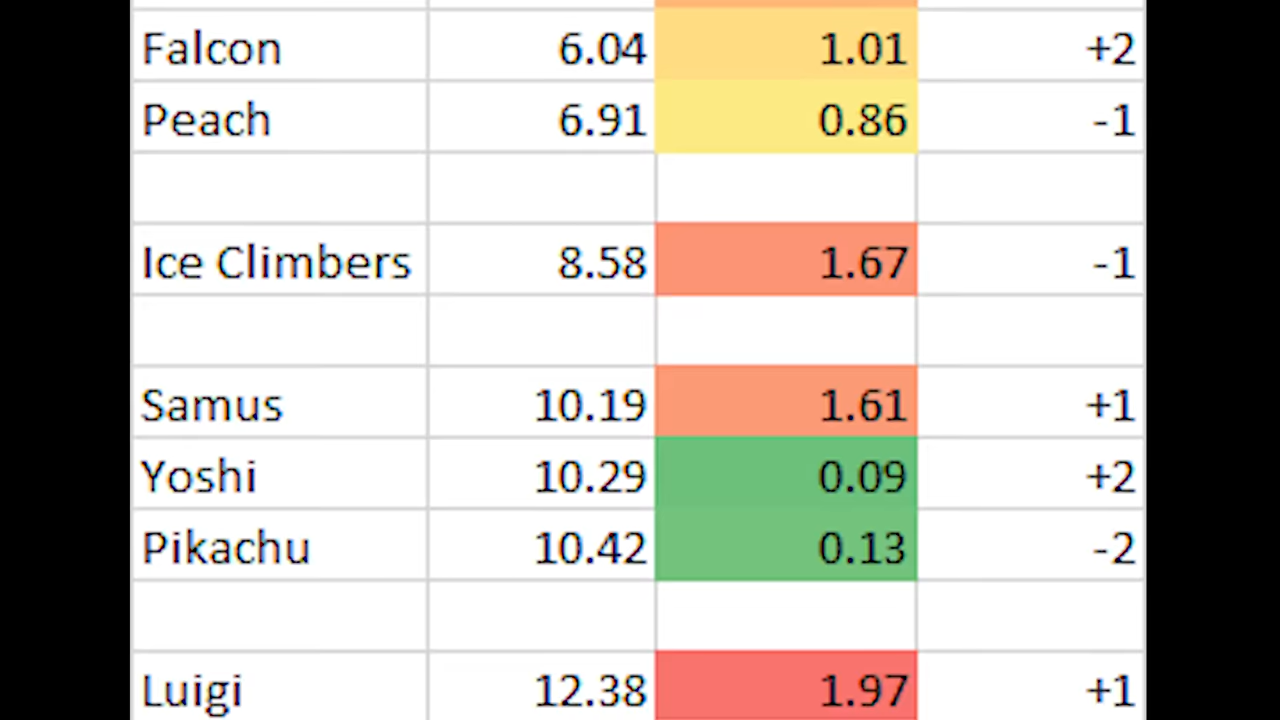 Falcon 6.04 1.01 +2
Peach 6.91 0.86 -1
Ice Climbers 8.58 1.67 -1
Samus 10.19 1.61 +1
Yoshi 10.29 0.09 +2
Pikachu 10.42 0.13 -2
Luigi 12.38 1.97 +1